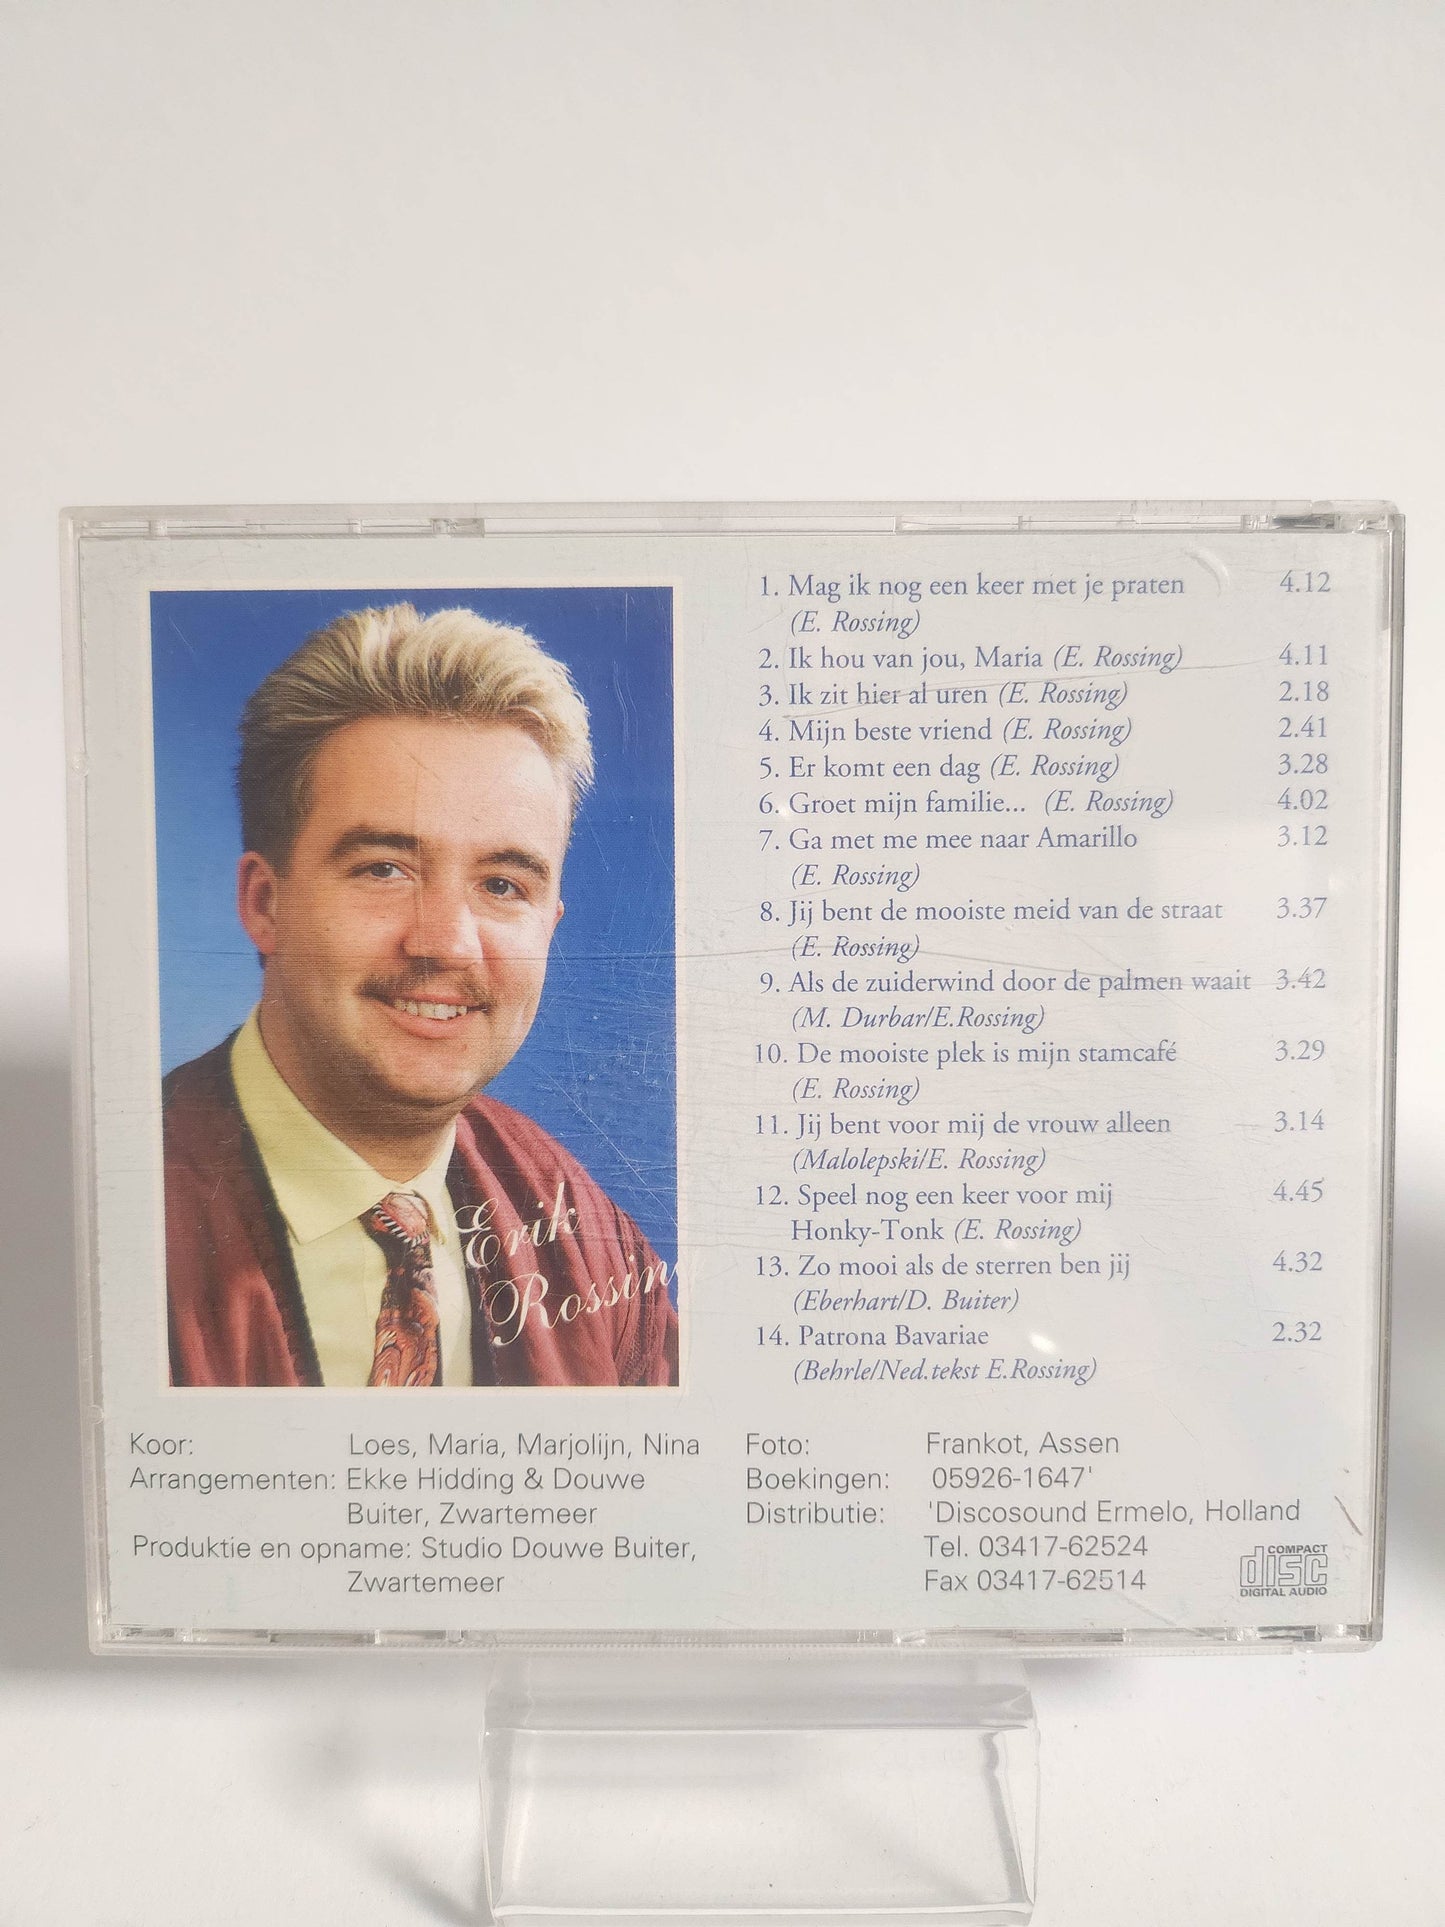 Erik
Rossing
1. Mag ik nog een keer met je praten 4.12
(E. Rossing)
2. Ik hou van jou, Maria (E. Rossing) 4.11
3. Ik zit hier al uren (E. Rossing) 2.18
4. Mijn beste vriend (E. Rossing) 2.41
5. Er komt een dag (E. Rossing) 3.28
6. Groet mijn familie... (E. Rossing) 4.02
7. Ga met me mee naar Amarillo 3.12
(E. Rossing)
8. Jij bent de mooiste meid van de straat 3.37
(E. Rossing)
9. Als de zuiderwind door de palmen waait 3.42
(M. Durbar/E.Rossing)
10. De mooiste plek is mijn stamcafé 3.29
(E. Rossing)
11. Jij bent voor mij de vrouw alleen 3.14
(Malolepski/E. Rossing)
12. Speel nog een keer voor mij 4.45
Honky-Tonk (E. Rossing)
13. Zo mooi als de sterren ben jij 4.32
(Eberhart/D. Buiter)
14. Patrona Bavariae 2.32
(Behrle/Ned.tekst E.Rossing)
Koor: Loes, Maria, Marjolijn, Nina
Arrangementen: Ekke Hidding & Douwe
Buiter, Zwartemeer
Produktie en opname: Studio Douwe Buiter,
Zwartemeer
Foto: Frankot, Assen
Boekingen: 05926-1647'
Distributie: 'Discosound Ermelo, Holland
Tel. 03417-62524
Fax 03417-62514
COMPACT
disc
DIGITAL AUDIO